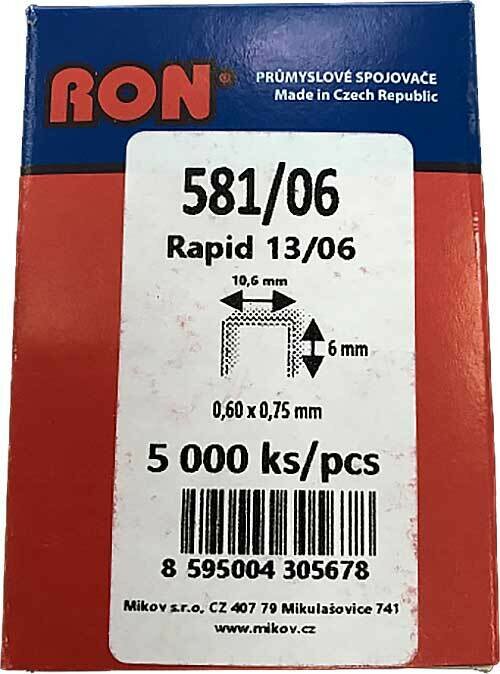 RON®
PRŮMYSLOVÉ SPOJOVAČE
Made in Czech Republic
581/06
Rapid 13/06
10,6 mm
6 mm
0,60 x 0,75 mm
5 000 ks/pcs
8 595004 305678
Mikov s.r.o, CZ 407 79 Mikulašovice 741
www.mikov.cz